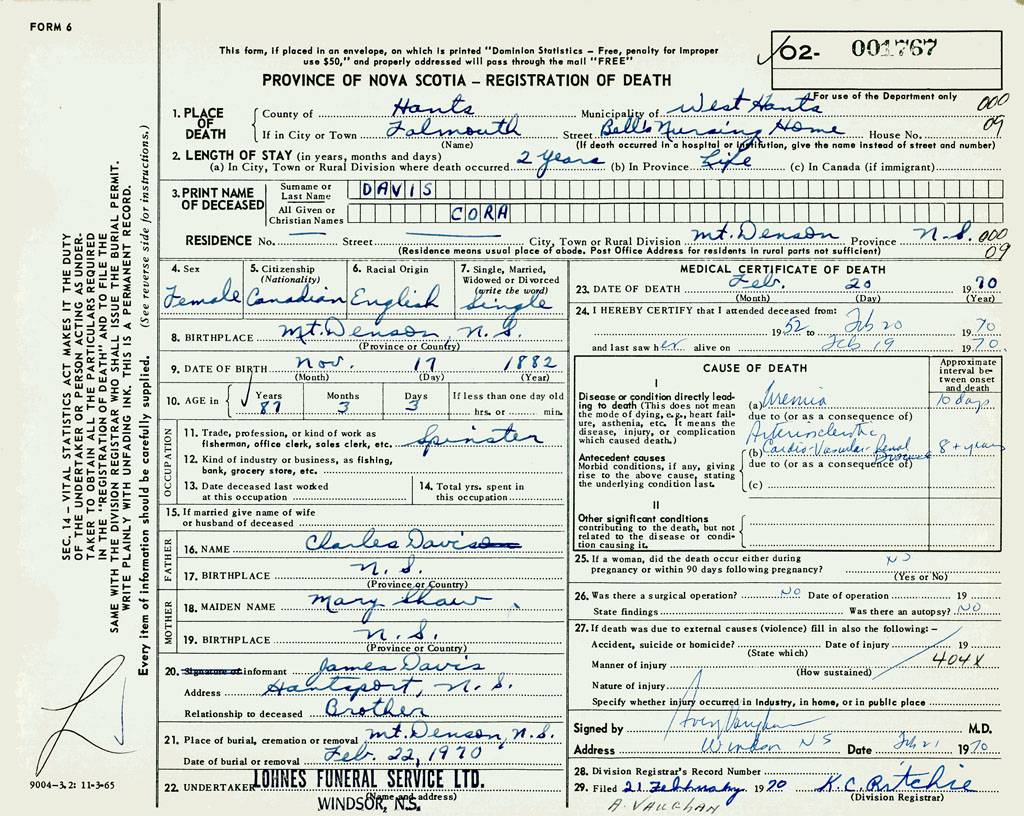 FORM 6
This form, if placed in an envelope, on which is printed "Dominion Statistics – Free, penalty for improper
use $50," and properly addressed will pass through the mail "FREE"
PROVINCE OF NOVA SCOTIA – REGISTRATION OF DEATH
02- 001767
For use of the Department only
000
09
1. PLACE OF DEATH
County of Hants Municipality of West Hants
If in City or Town Falmouth Street Bell's Nursing Home House No.
(Name) (If death occurred in a hospital or institution, give the name instead of street and number)
2. LENGTH OF STAY (in years, months and days)
(a) In City, Town or Rural Division where death occurred 2 years (b) In Province Life (c) In Canada (if immigrant)
3. PRINT NAME OF DECEASED
Surname or Last Name DAVIS
All Given or Christian Names CORA
RESIDENCE No. Street City, Town or Rural Division Mt. Denson Province N.S. 000
09
(Residence means usual place of abode. Post Office Address for residents in rural parts not sufficient)
4. Sex
Female
5. Citizenship
(Nationality)
Canadian
6. Racial Origin
English
7. Single, Married,
Widowed or Divorced
(write the word)
Single
8. BIRTHPLACE Mt. Denson, N.S.
(Province or Country)
9. DATE OF BIRTH Nov. 17 1882
(Month) (Day) (Year)
10. AGE in Years 87 Months 3 Days 3 If less than one day old
hrs. or min.
OCCUPATION
11. Trade, profession, or kind of work as
fisherman, office clerk, sales clerk, etc. Spinster
12. Kind of industry or business, as fishing,
bank, grocery store, etc.
13. Date deceased last worked
at this occupation
14. Total yrs. spent in
this occupation
15. If married give name of wife
or husband of deceased
FATHER
16. NAME Charles Davis
17. BIRTHPLACE N.S.
(Province or Country)
MOTHER
18. MAIDEN NAME Mary Shaw
19. BIRTHPLACE N.S.
(Province or Country)
20. Signature of informant James Davis
Address Hantsport, N.S.
Relationship to deceased Brother
21. Place of burial, cremation or removal Mt. Denson, N.S.
Date of burial or removal Feb. 22, 1970
22. UNDERTAKER LOHNES FUNERAL SERVICE LTD.
(Name and address)
WINDSOR, N.S.
MEDICAL CERTIFICATE OF DEATH
23. DATE OF DEATH Feb. 20 1970
(Month) (Day) (Year)
24. I HEREBY CERTIFY that I attended deceased from:
1952 to Feb 20 1970
and last saw her alive on Feb 19 1970.
CAUSE OF DEATH
Approximate
interval be-
tween onset
and death
I
Disease or condition directly lead-
ing to death (This does not mean
the mode of dying, e.g., heart fail-
ure, asthenia, etc. It means the
disease, injury, or complication
which caused death.)
(a) Uremia 10 days
due to (or as a consequence of)
Arteriosclerotic
Antecedent causes
Morbid conditions, if any, giving
rise to the above cause, stating
the underlying condition last.
(b) Cardio-Vascular-Renal Disease 8 + years
due to (or as a consequence of)
(c)
II
Other significant conditions
contributing to the death, but not
related to the disease or condi-
tion causing it.
25. If a woman, did the death occur either during
pregnancy or within 90 days following pregnancy? NO
(Yes or No)
26. Was there a surgical operation? NO Date of operation 19
State findings Was there an autopsy? NO
27. If death was due to external causes (violence) fill in also the following: –
Accident, suicide or homicide? Date of injury 19
(State which)
404X
Manner of injury
(How sustained)
Nature of injury
Specify whether injury occurred in industry, in home, or in public place
Signed by Vaughan M.D.
Address Windsor NS Date Feb 21 1970
28. Division Registrar's Record Number
29. Filed 21 February 1970 K.C. Ritchie
(Division Registrar)
A. VAUGHAN
SEC. 14 – VITAL STATISTICS ACT MAKES IT THE DUTY
OF THE UNDERTAKER OR PERSON ACTING AS UNDER-
TAKER TO OBTAIN ALL THE PARTICULARS REQUIRED
IN THE "REGISTRATION OF DEATH" AND TO FILE THE
SAME WITH THE DIVISION REGISTRAR WHO SHALL ISSUE THE BURIAL PERMIT.
WRITE PLAINLY WITH UNFADING INK. THIS IS A PERMANENT RECORD.
Every item of information should be carefully supplied. (See reverse side for instructions.)
9004–3.2: 11-3-65